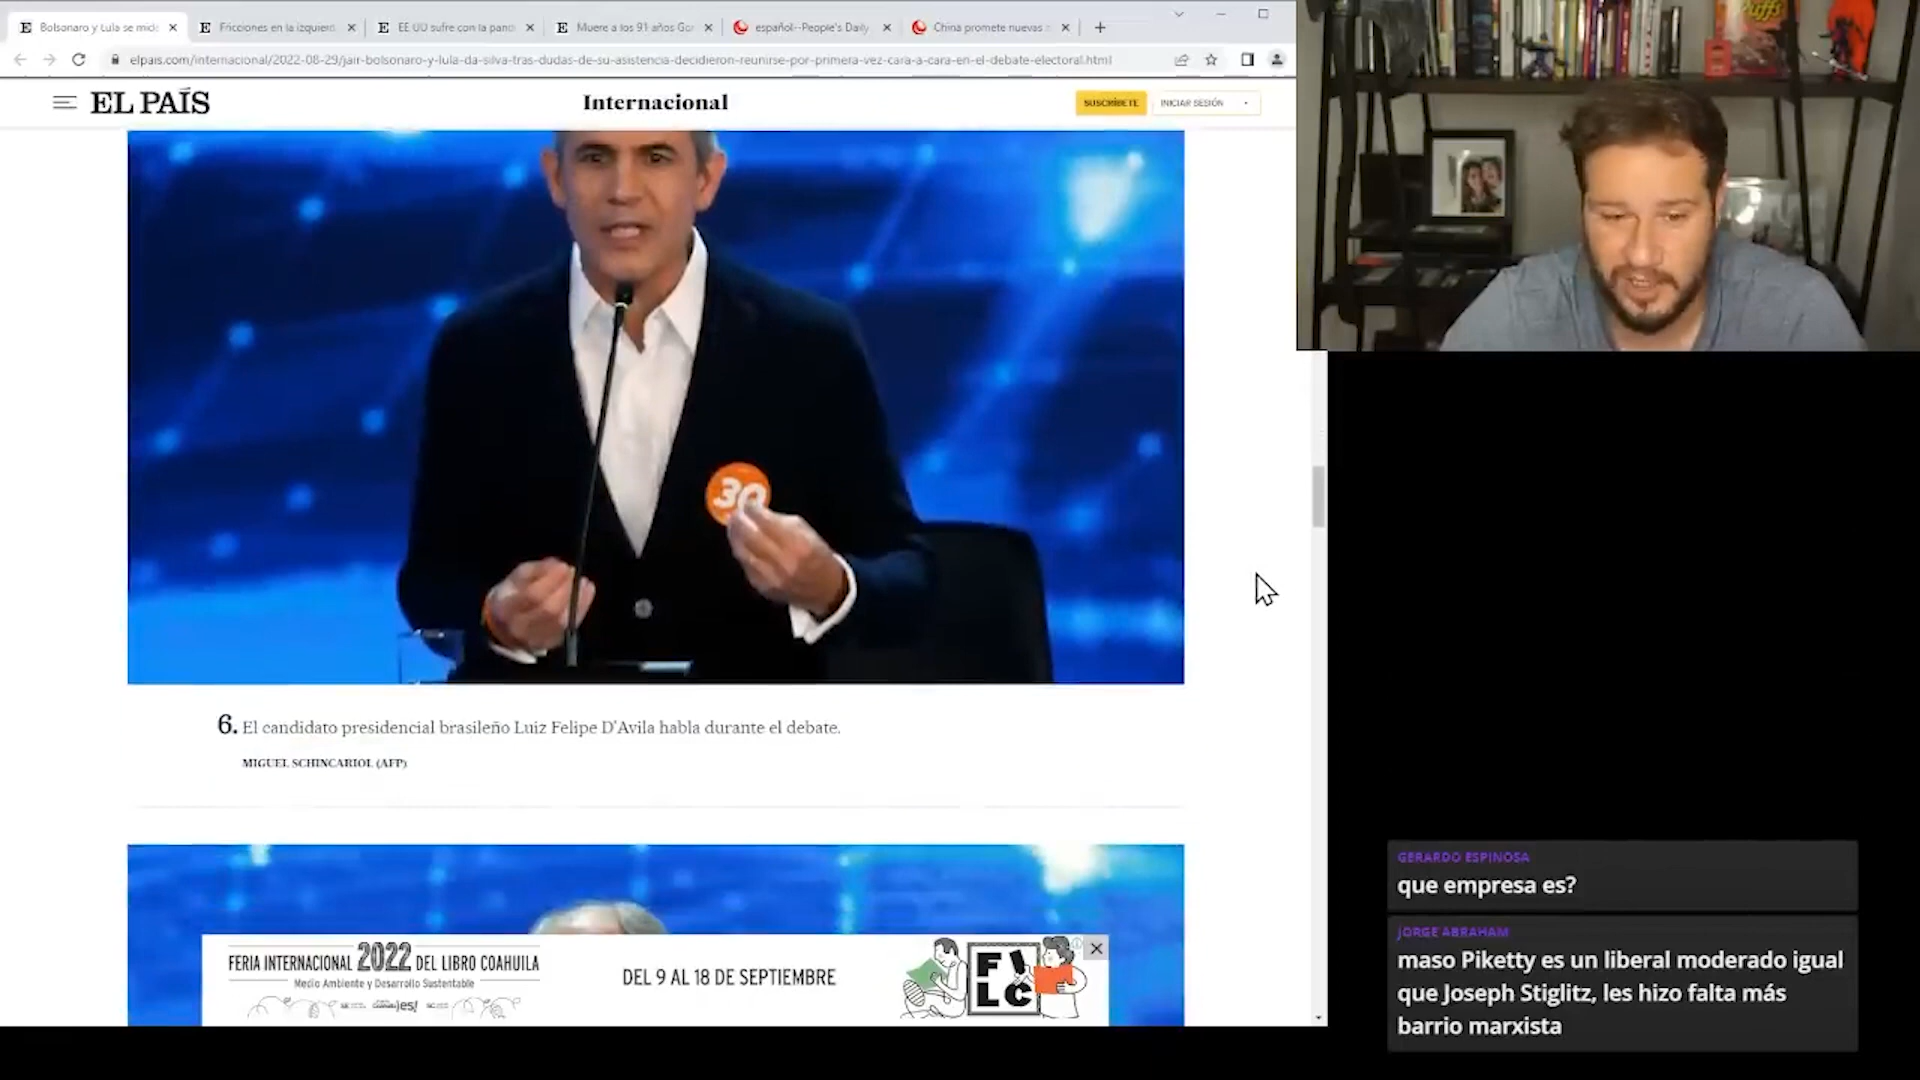 Bolsonaro y Lula se mid
Fricciones en la izquierd
EE UU sufre con la pand
Muere a los 91 años Gor
español--People's Daily
China promete nuevas
elpais.com/internacional/2022-08-29/jair-bolsonaro-y-lula-da-silva-tras-dudas-de-su-asistencia-decidieron-reunirse-por-primera-vez-cara-a-cara-en-el-debate-electoral.html
EL PAÍS
Internacional
SUSCRÍBETE
INICIAR SESIÓN
30
6. El candidato presidencial brasileño Luiz Felipe D'Avila habla durante el debate.
MIGUEL SCHINCARIOL (AFP)
FERIA INTERNACIONAL 2022 DEL LIBRO COAHUILA
Medio Ambiente y Desarrollo Sustentable
DEL 9 AL 18 DE SEPTIEMBRE
F!
LC
GERARDO ESPINOSA
que empresa es?
JORGE ABRAHAM
maso Piketty es un liberal moderado igual
que Joseph Stiglitz, les hizo falta más
barrio marxista